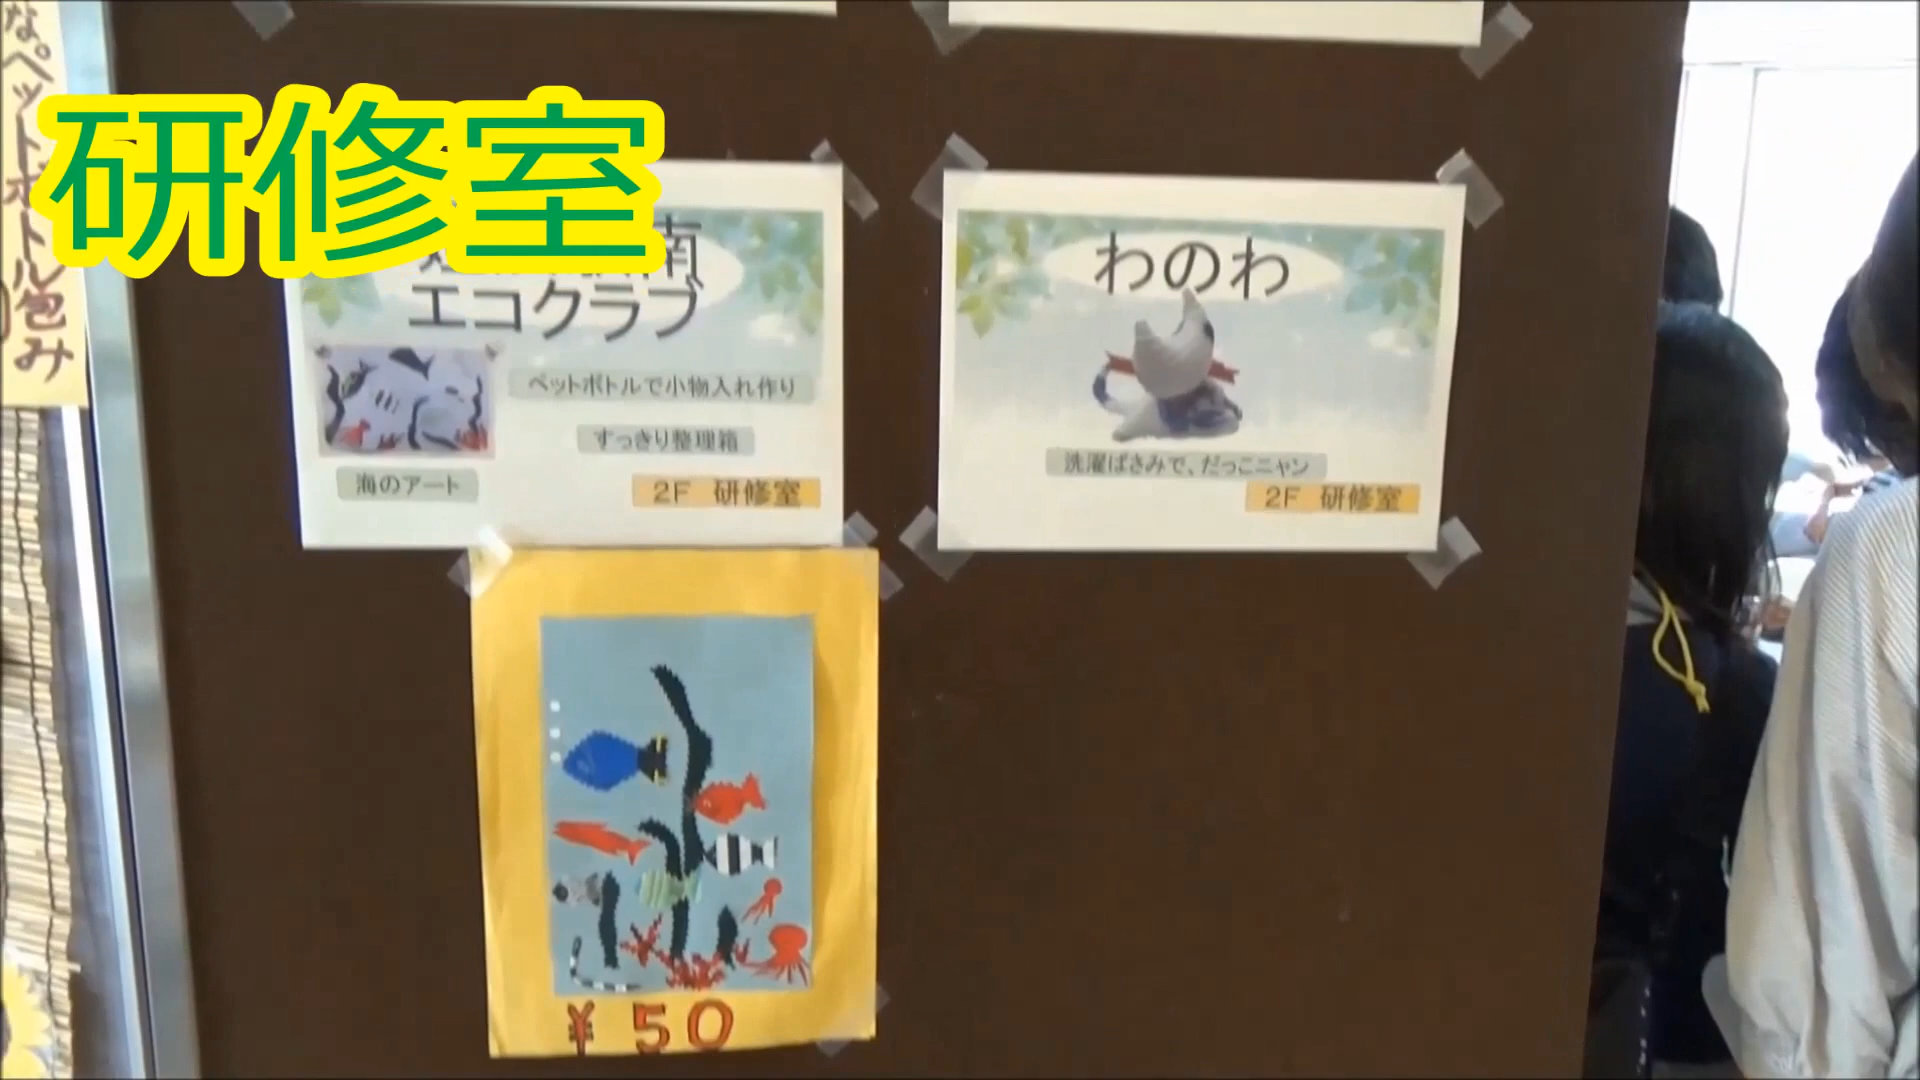 研修室
なペットボトル包み
南
エコクラブ
ペットボトルで小物入れ作り
すっきり整理箱
海のアート
2F 研修室
わのわ
洗濯ばさみで、だっこニャン
2F 研修室
¥50